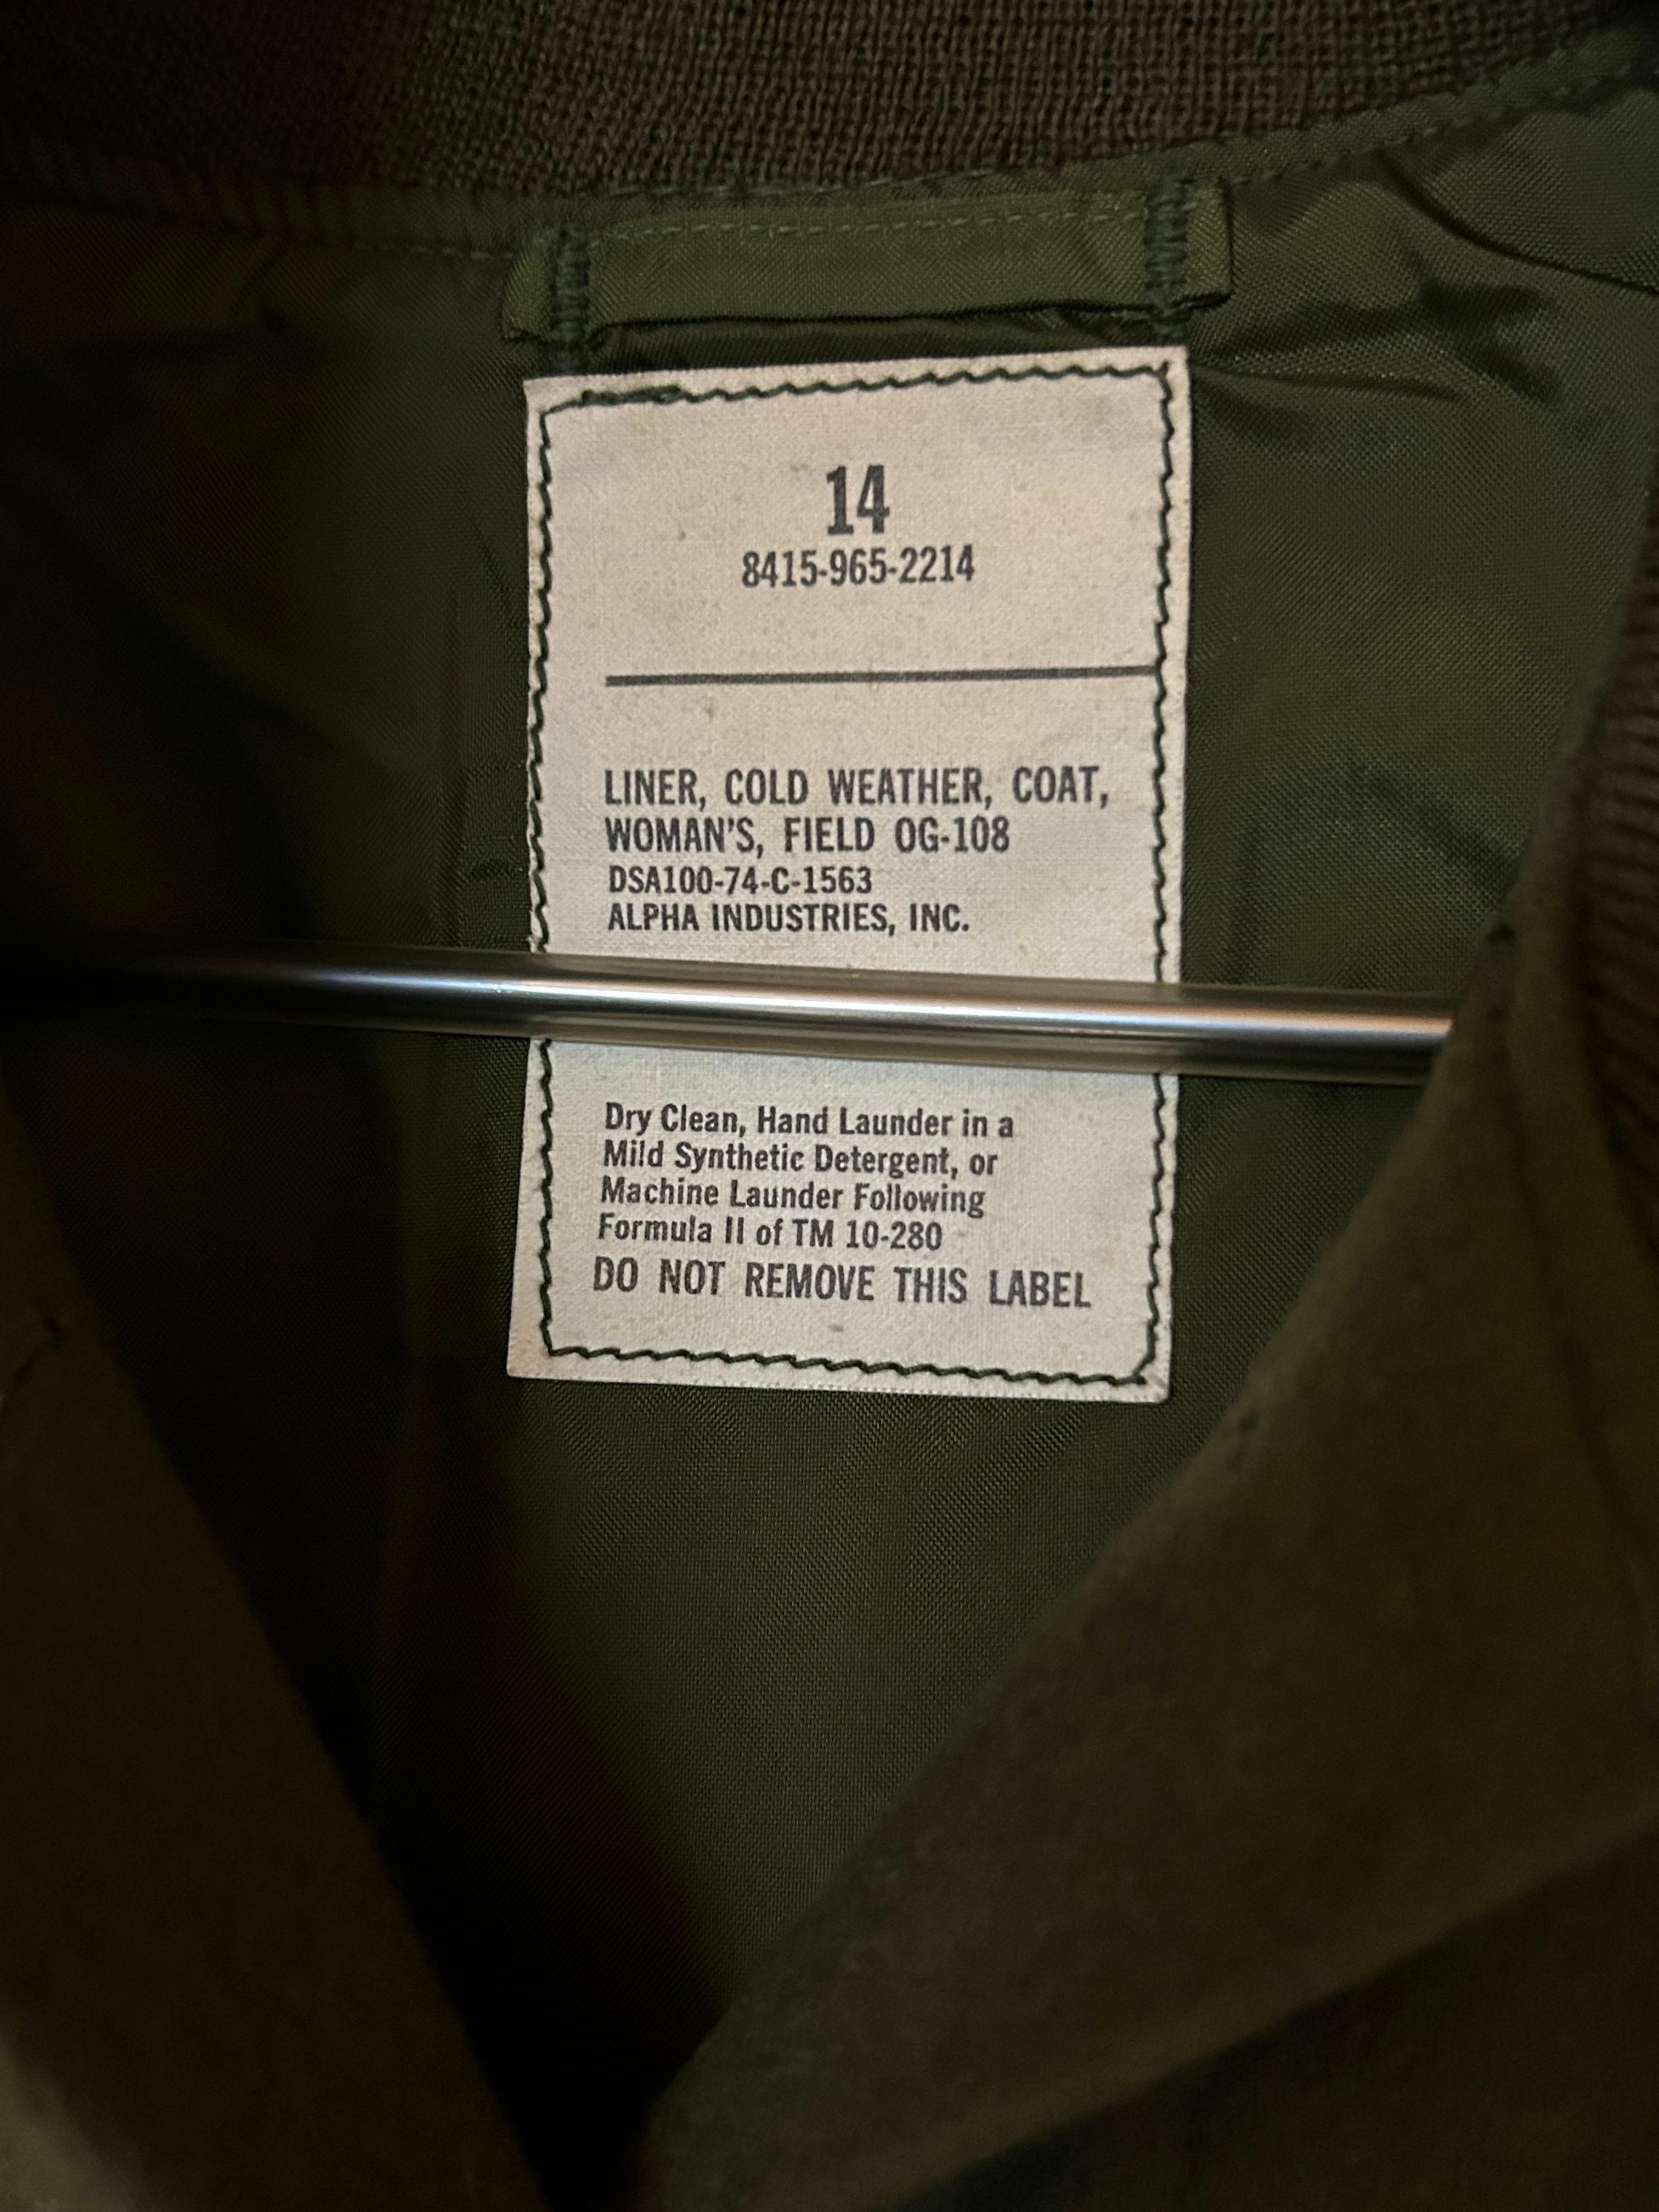 14
8415-965-2214
LINER, COLD WEATHER, COAT,
WOMAN'S, FIELD OG-108
DSA100-74-C-1563
ALPHA INDUSTRIES, INC.
Dry Clean, Hand Launder in a
Mild Synthetic Detergent, or
Machine Launder Following
Formula II of TM 10-280
DO NOT REMOVE THIS LABEL